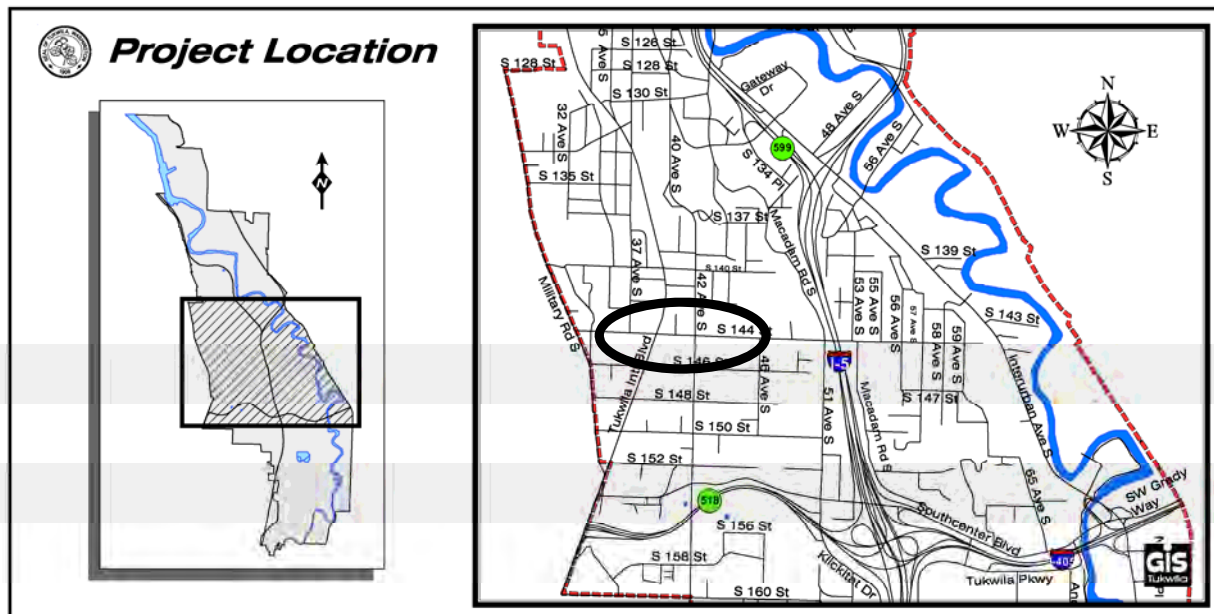 Project Location
N
N
W
E
S
S 128 St
S 126 St
S 128 St
S 130 St
32 Ave S
40 Ave S
Gateway
Dr
48 Ave S
56 Ave S
599
S 134 Pl
S 135 St
S 137 St
37 Ave S
Macadam Rd S
S 139 St
S 140 St
42 Ave S
Military Rd S
53 Ave S
55 Ave S
56 Ave S
57 Ave S
58 Ave S
59 Ave S
S 143 St
S 144 St
Tukwila Intl Blvd
S 146 St
46 Ave S
I-5
Interurban Ave S
S 148 St
S 147 St
51 Ave S
Macadam Rd S
S 150 St
S 152 St
65 Ave S
SW Grady
Way
518
S 156 St
Southcenter Blvd
S 158 St
Klickitat Dr
I-405
Tukwila Pkwy
S 160 St
GIS
Tukwila